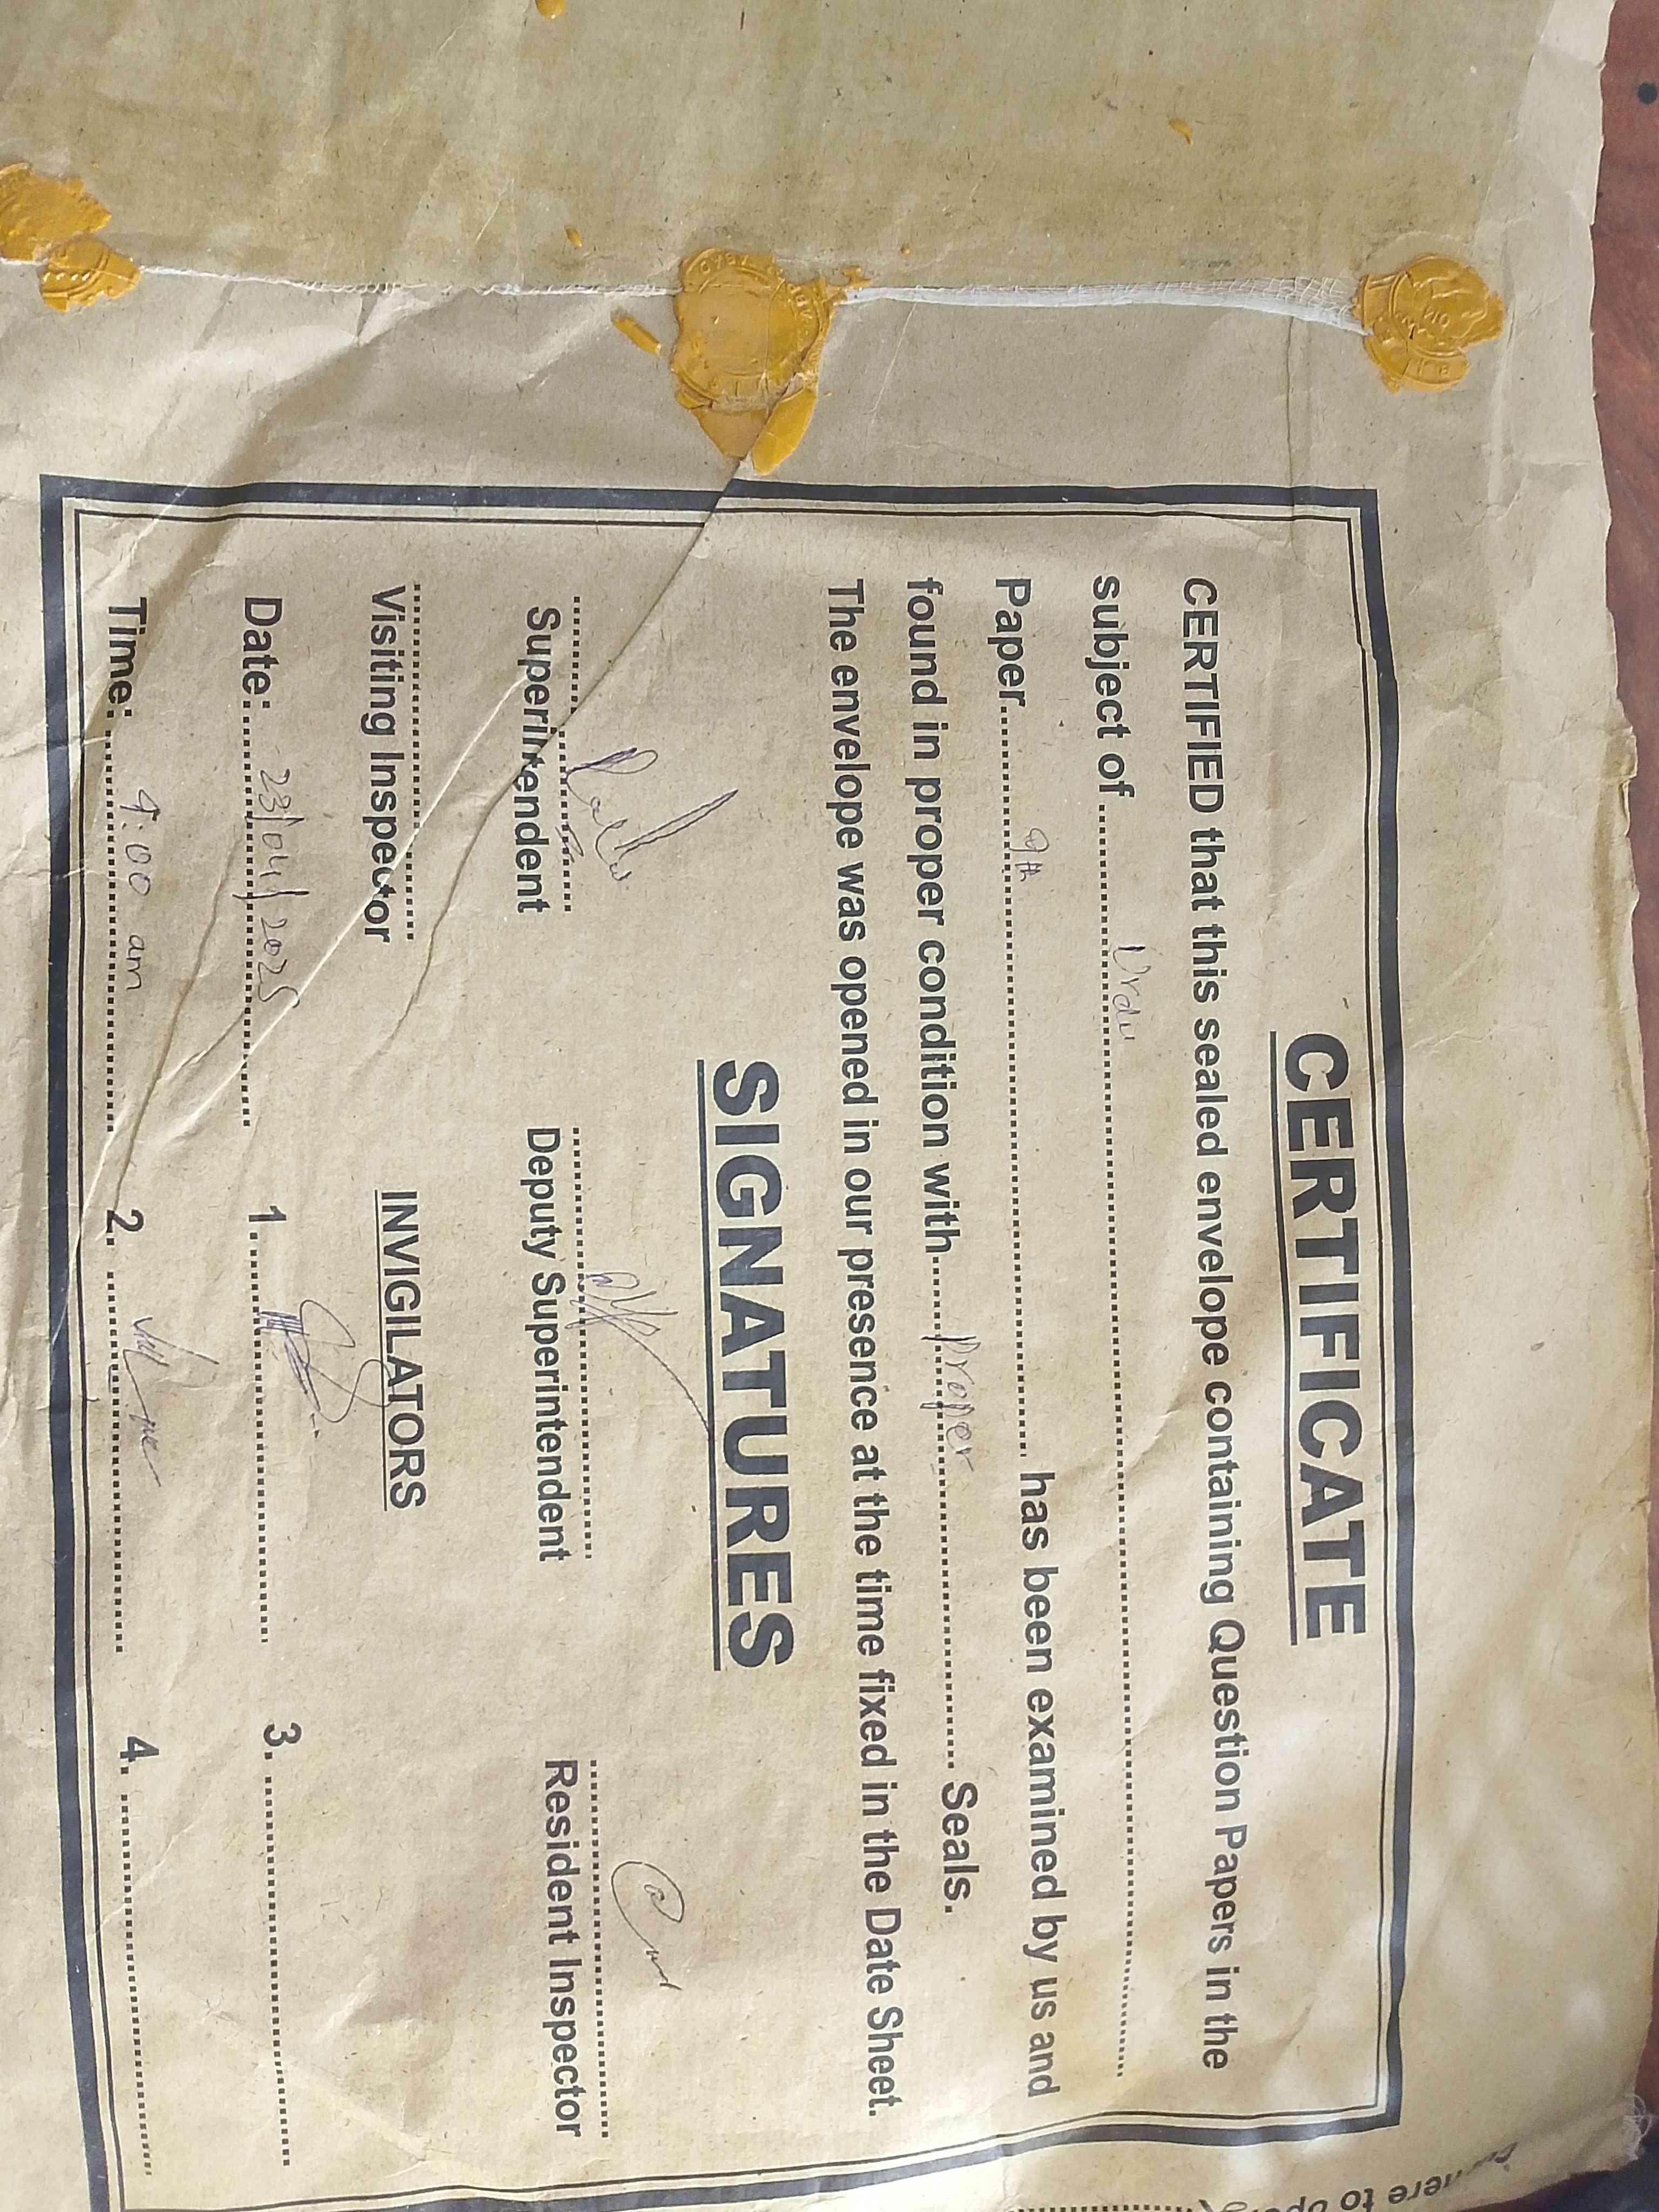 CERTIFICATE
CERTIFIED that this sealed envelope containing Question Papers in the
subject of ........ Urdu ........
Paper........ 9th ........ has been examined by us and
found in proper condition with........ Proper ........ Seals.
The envelope was opened in our presence at the time fixed in the Date Sheet.
SIGNATURES
Superintendent Deputy Superintendent Resident Inspector
Visiting Inspector INVIGILATORS
Date: 23/04/2025 1. ........ 3. ........
Time: 9:00 am 2. ........ 4. ........
here to open